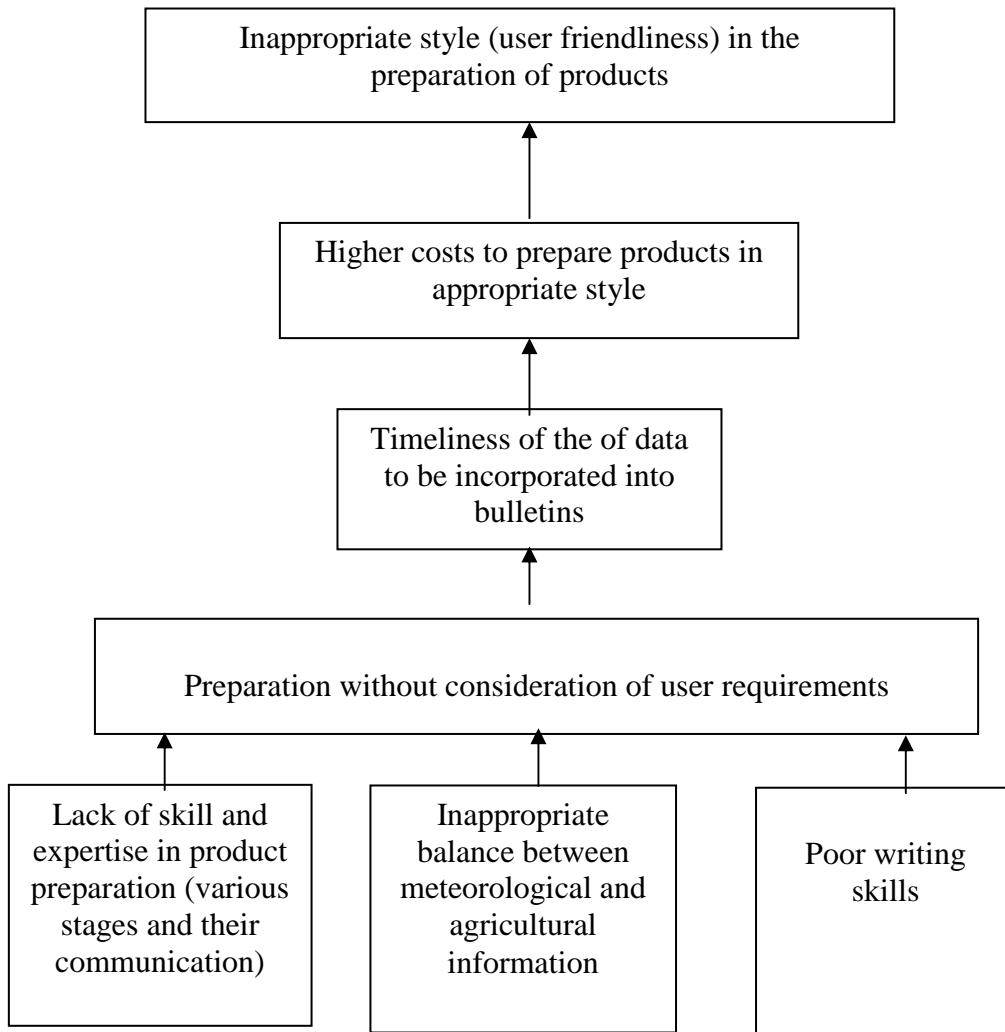 Inappropriate style (user friendliness) in the
preparation of products
Higher costs to prepare products in
appropriate style
Timeliness of the of data
to be incorporated into
bulletins
Preparation without consideration of user requirements
Lack of skill and
expertise in product
preparation (various
stages and their
communication)
Inappropriate
balance between
meteorological and
agricultural
information
Poor writing
skills